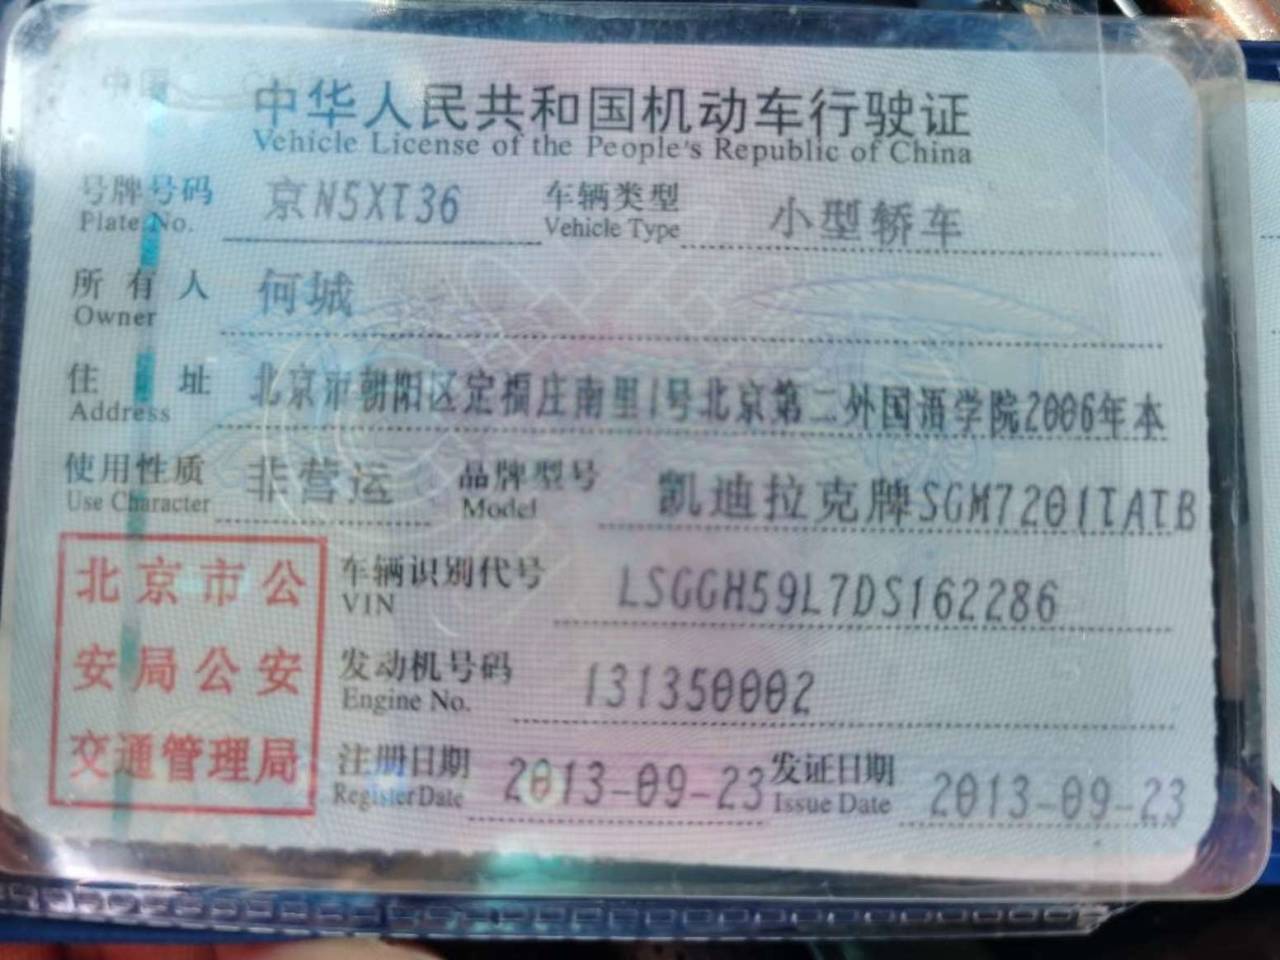 中华人民共和国机动车行驶证
Vehicle License of the People's Republic of China
号牌号码 京N5XT36 车辆类型 小型轿车
Plate No. Vehicle Type
所有人 何城
Owner
住址 北京市朝阳区定福庄南里1号北京第二外国语学院2006年本
Address
使用性质 非营运 品牌型号 凯迪拉克牌SGM7201TATB
Use Character Model
北京市公
安局公安
交通管理局
车辆识别代号 LSGGH59L7DS162286
VIN
发动机号码 131350002
Engine No.
注册日期 2013-09-23 发证日期 2013-09-23
Register Date Issue Date